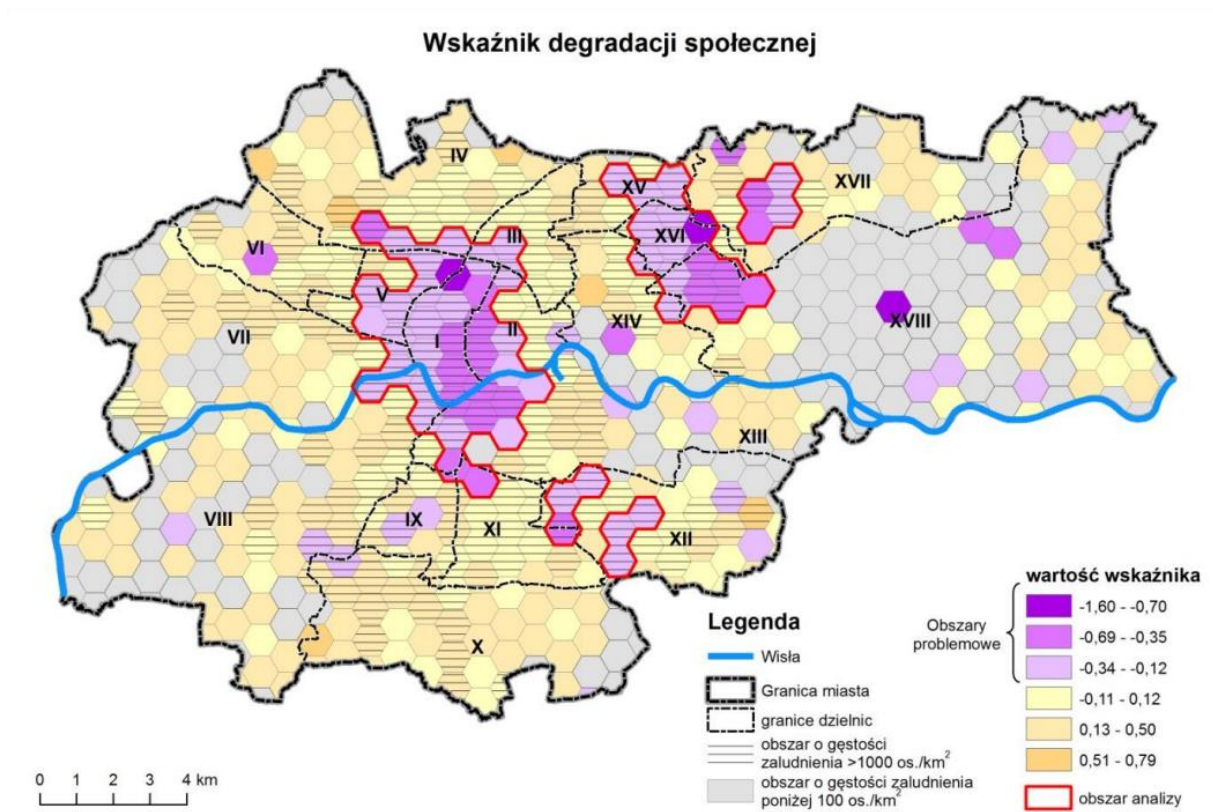 Wskaźnik degradacji społecznej
IV
XV
XVII
XVI
III
VI
V
XVIII
VII
I
II
XIV
XIII
VIII
IX
XI
XII
X
Legenda
Wisła
Granica miasta
granice dzielnic
obszar o gęstości
zaludnienia >1000 os./km²
obszar o gęstości zaludnienia
poniżej 100 os./km²
wartość wskaźnika
Obszary
problemowe
-1,60 - -0,70
-0,69 - -0,35
-0,34 - -0,12
-0,11 - 0,12
0,13 - 0,50
0,51 - 0,79
obszar analizy
0 1 2 4 km